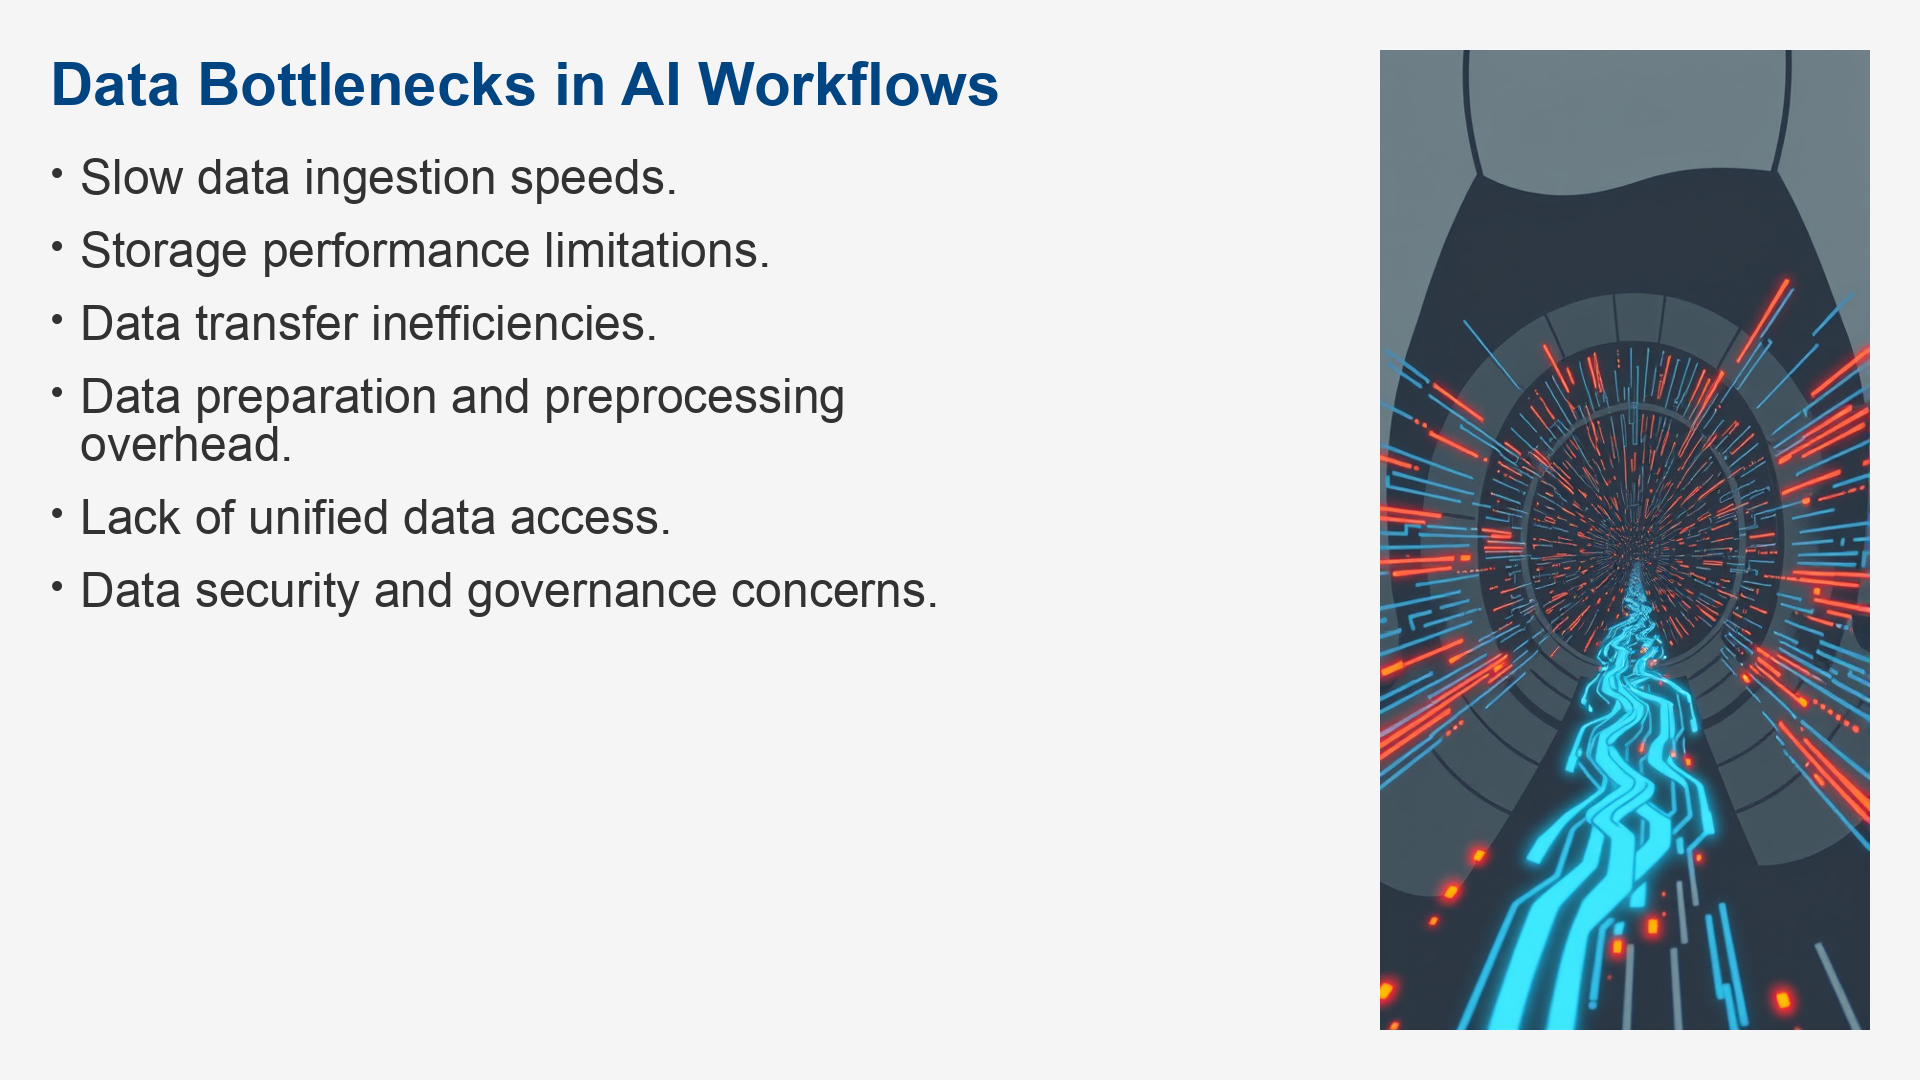 Data Bottlenecks in AI Workflows
• Slow data ingestion speeds.
• Storage performance limitations.
• Data transfer inefficiencies.
• Data preparation and preprocessing
overhead.
• Lack of unified data access.
• Data security and governance concerns.